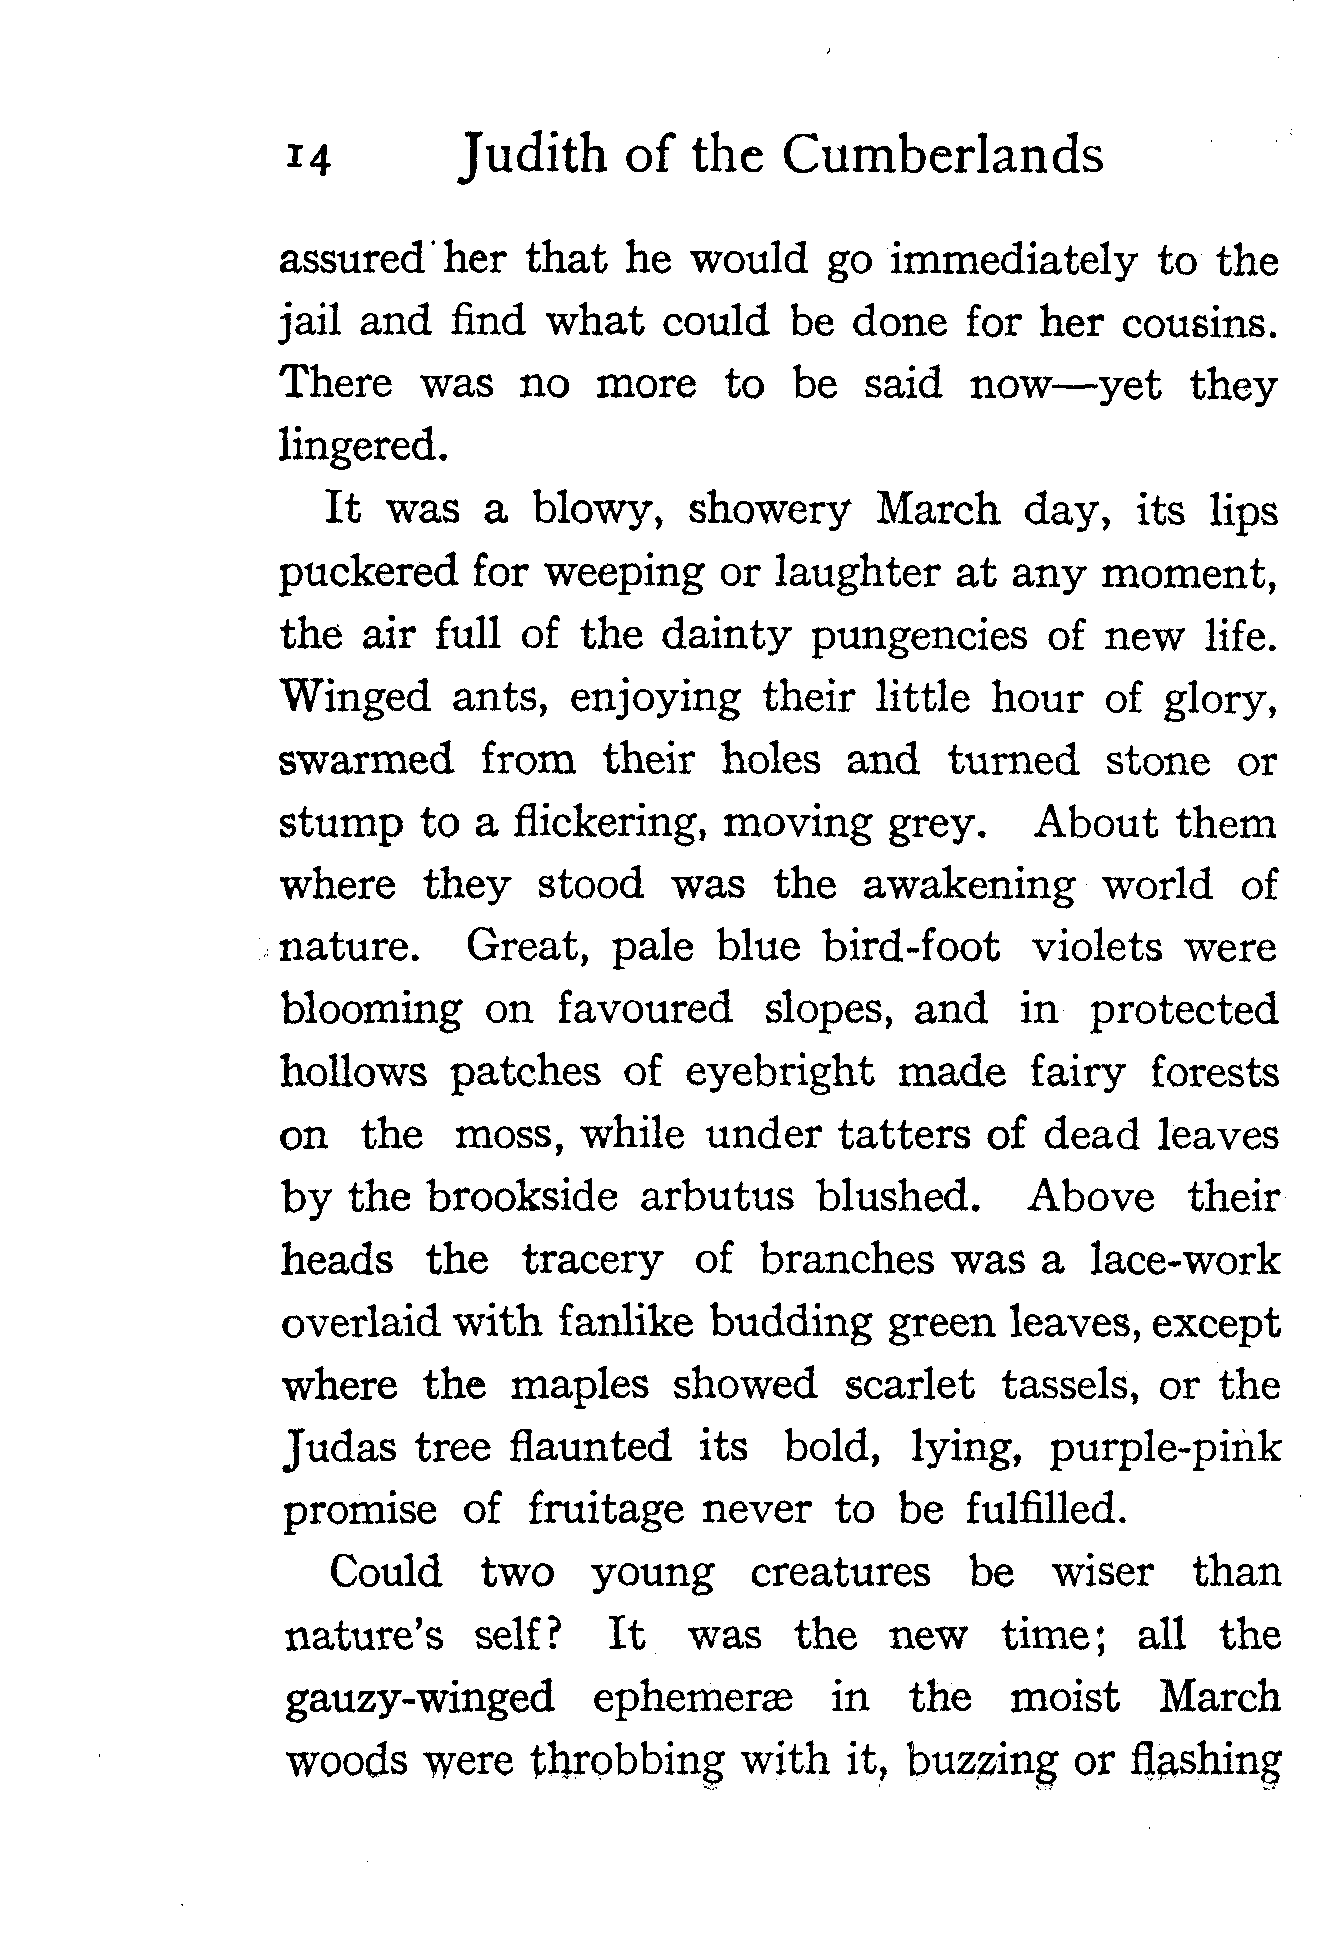 14 Judith of the Cumberlands
assured her that he would go immediately to the
jail and find what could be done for her cousins.
There was no more to be said now—yet they
lingered.
It was a blowy, showery March day, its lips
puckered for weeping or laughter at any moment,
the air full of the dainty pungencies of new life.
Winged ants, enjoying their little hour of glory,
swarmed from their holes and turned stone or
stump to a flickering, moving grey. About them
where they stood was the awakening world of
nature. Great, pale blue bird-foot violets were
blooming on favoured slopes, and in protected
hollows patches of eyebright made fairy forests
on the moss, while under tatters of dead leaves
by the brookside arbutus blushed. Above their
heads the tracery of branches was a lace-work
overlaid with fanlike budding green leaves, except
where the maples showed scarlet tassels, or the
Judas tree flaunted its bold, lying, purple-pink
promise of fruitage never to be fulfilled.
Could two young creatures be wiser than
nature's self? It was the new time; all the
gauzy-winged ephemeræ in the moist March
woods were throbbing with it, buzzing or flashing